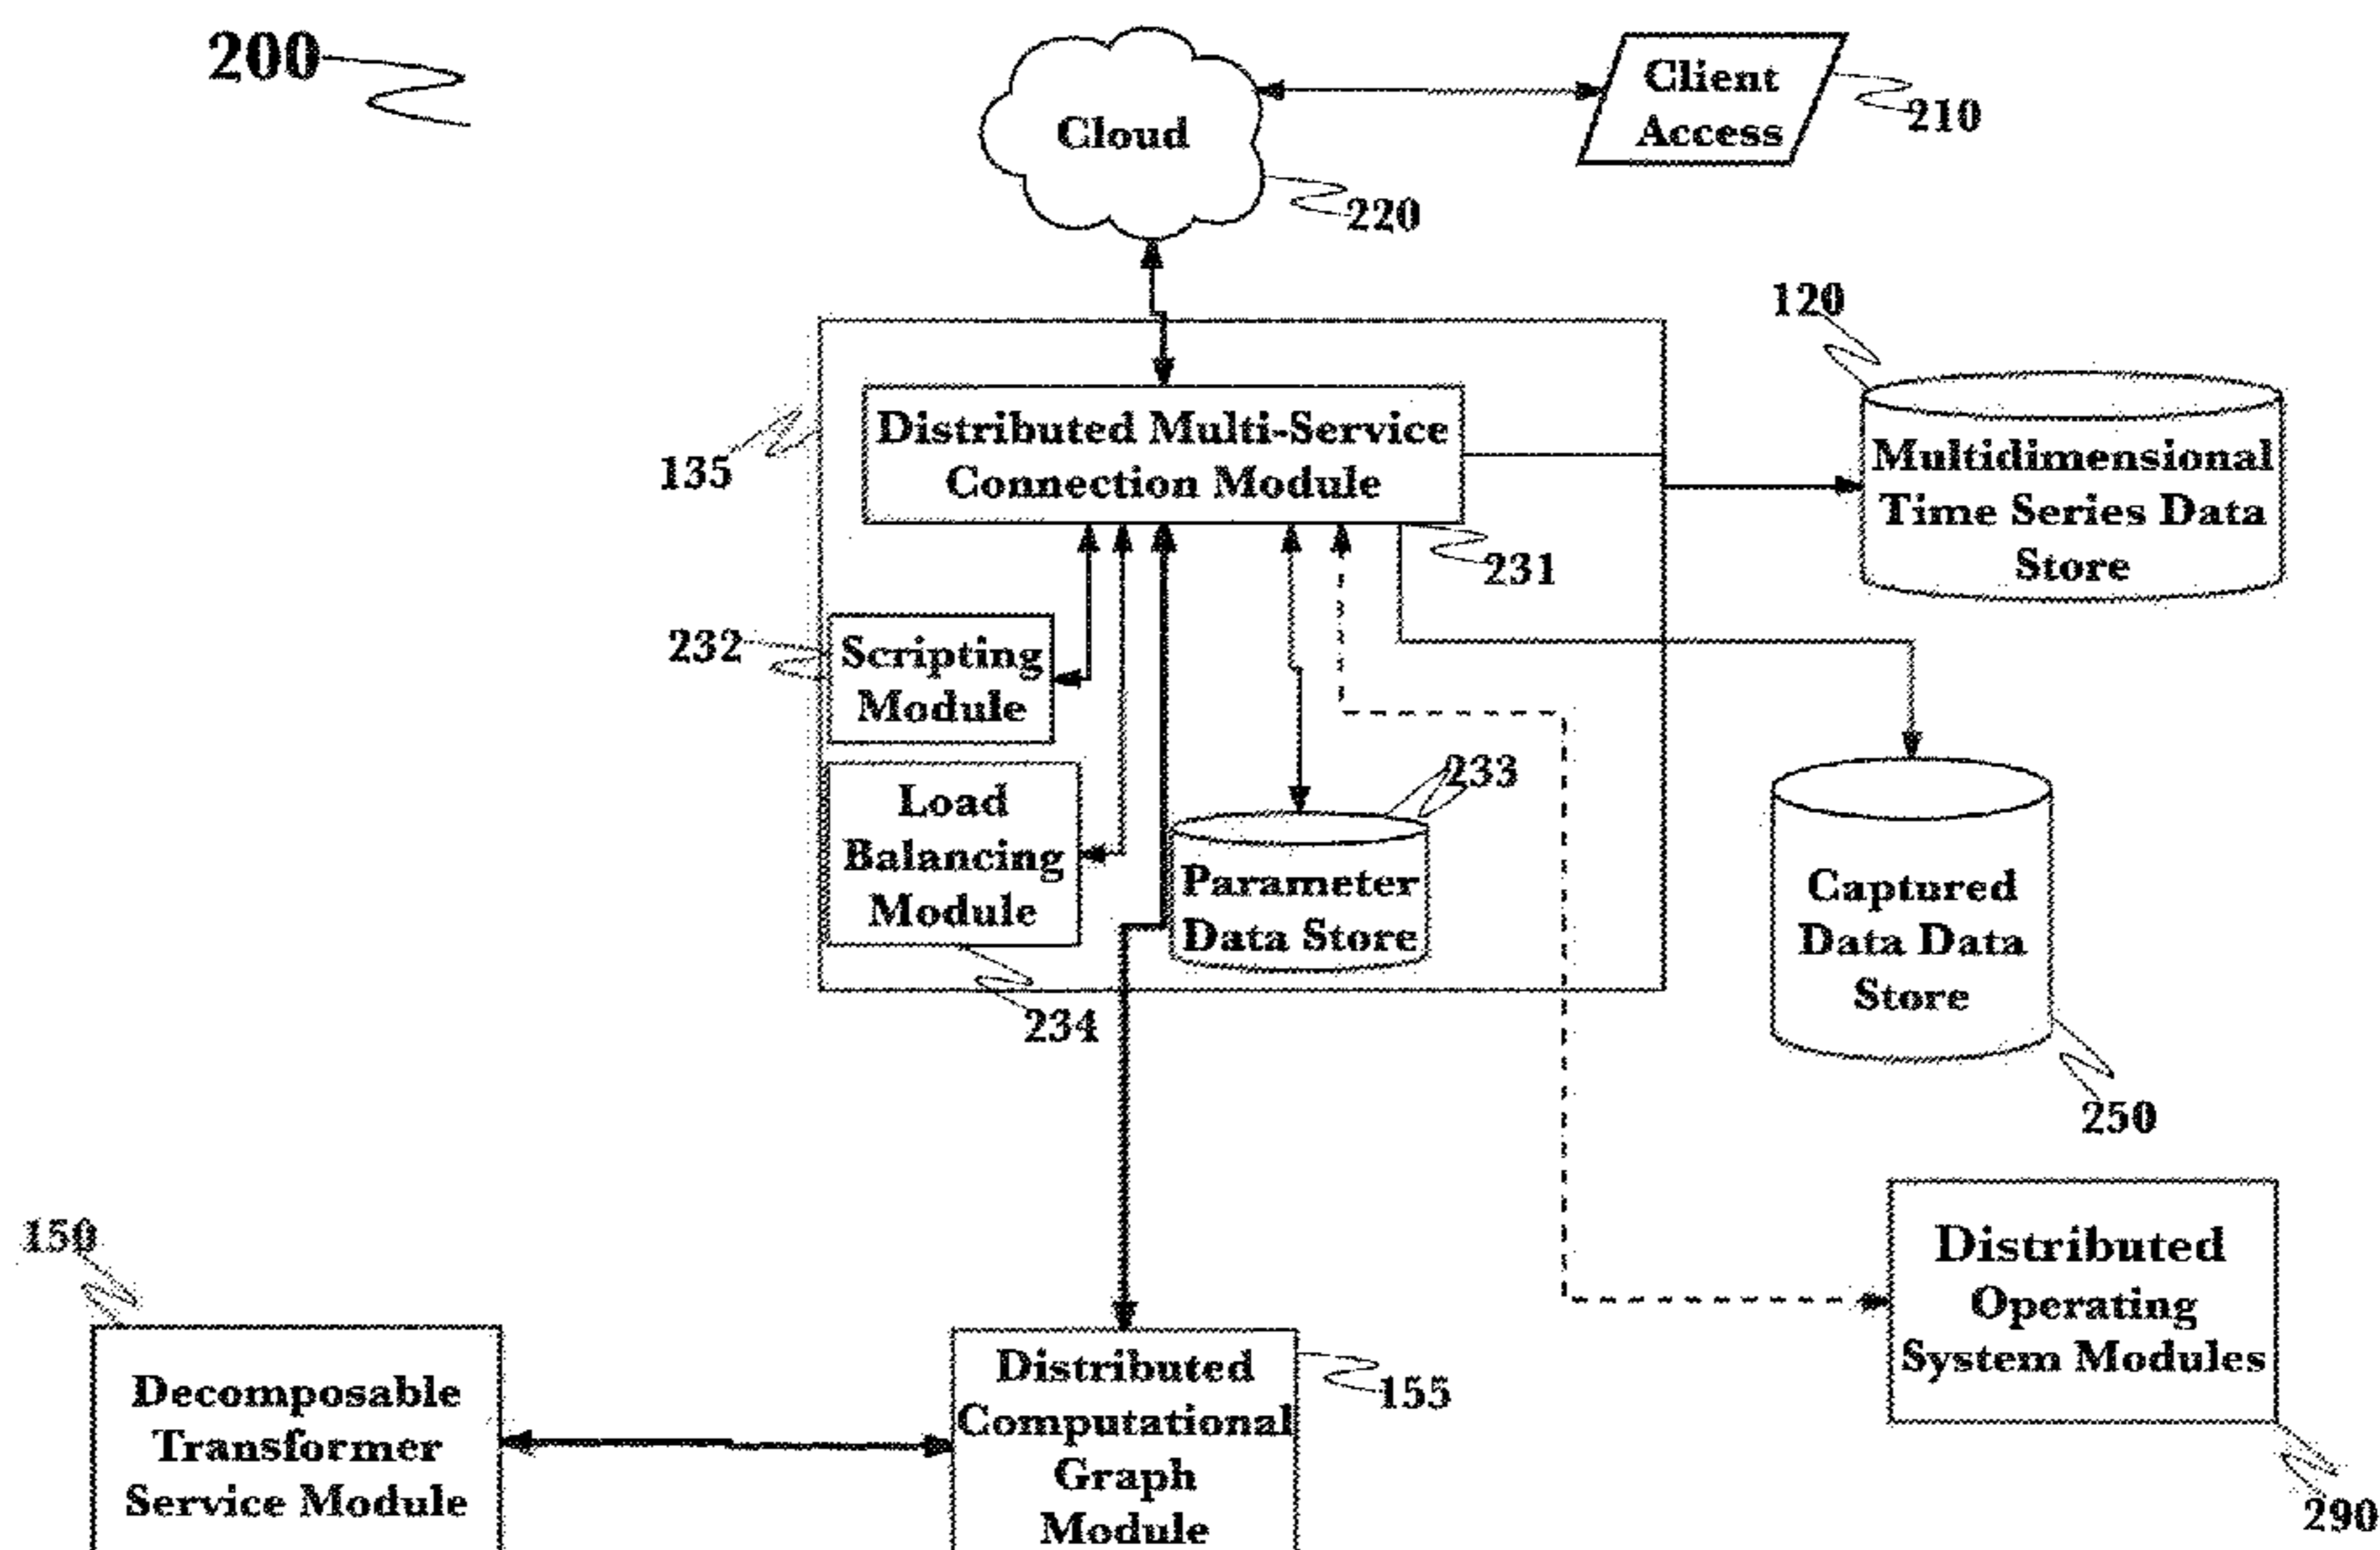 200
Cloud
Client
Access
210
220
120
135
Distributed Multi-Service
Connection Module
231
Multidimensional
Time Series Data
Store
232
Scripting
Module
Load
Balancing
Module
234
233
Parameter
Data Store
Captured
Data Data
Store
250
150
Decomposable
Transformer
Service Module
Distributed
Computational
Graph
Module
155
Distributed
Operating
System Modules
290